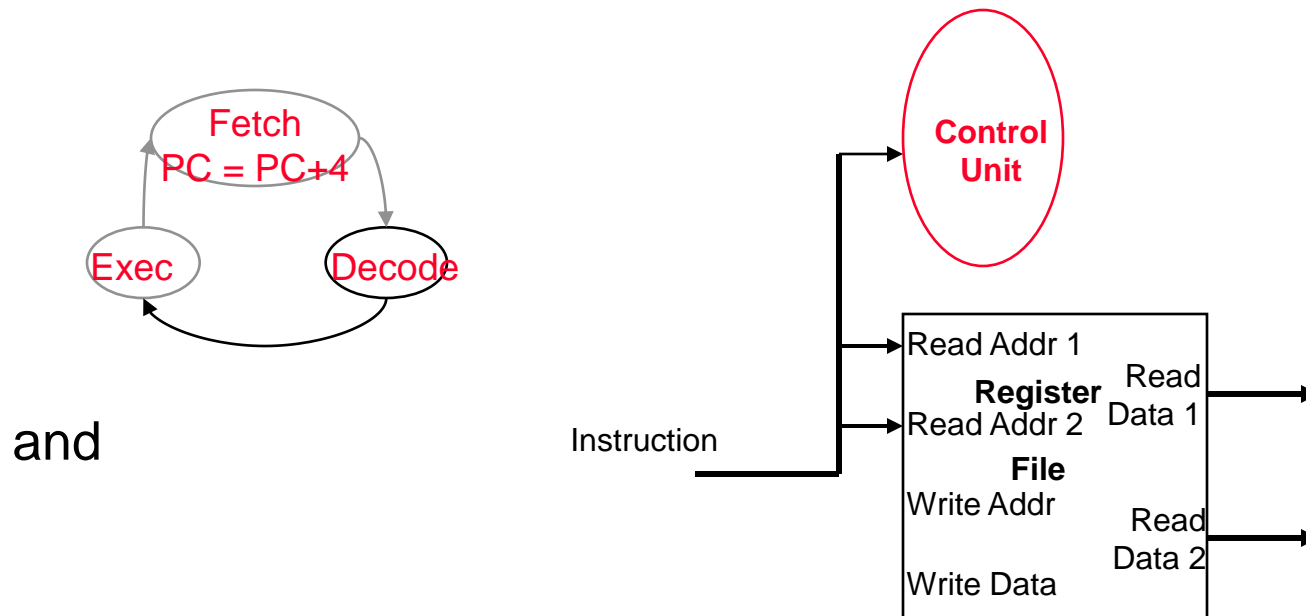 Fetch
PC = PC+4
Exec
Decode
and
Control
Unit
Instruction
Read Addr 1
Register
Read Addr 2
File
Write Addr
Write Data
Read
Data 1
Read
Data 2